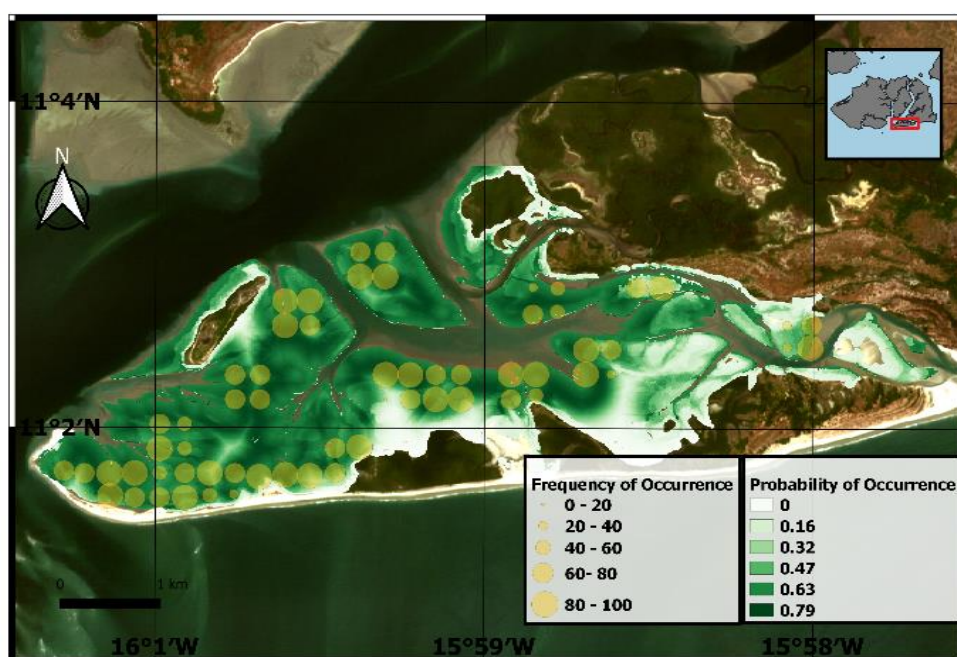 11°4'N
N
11°2'N
Frequency of Occurrence
0 - 20
20 - 40
40 - 60
60- 80
80 - 100
Probability of Occurrence
0
0.16
0.32
0.47
0.63
0.79
0 1 km
16°1'W 15°59'W 15°58'W